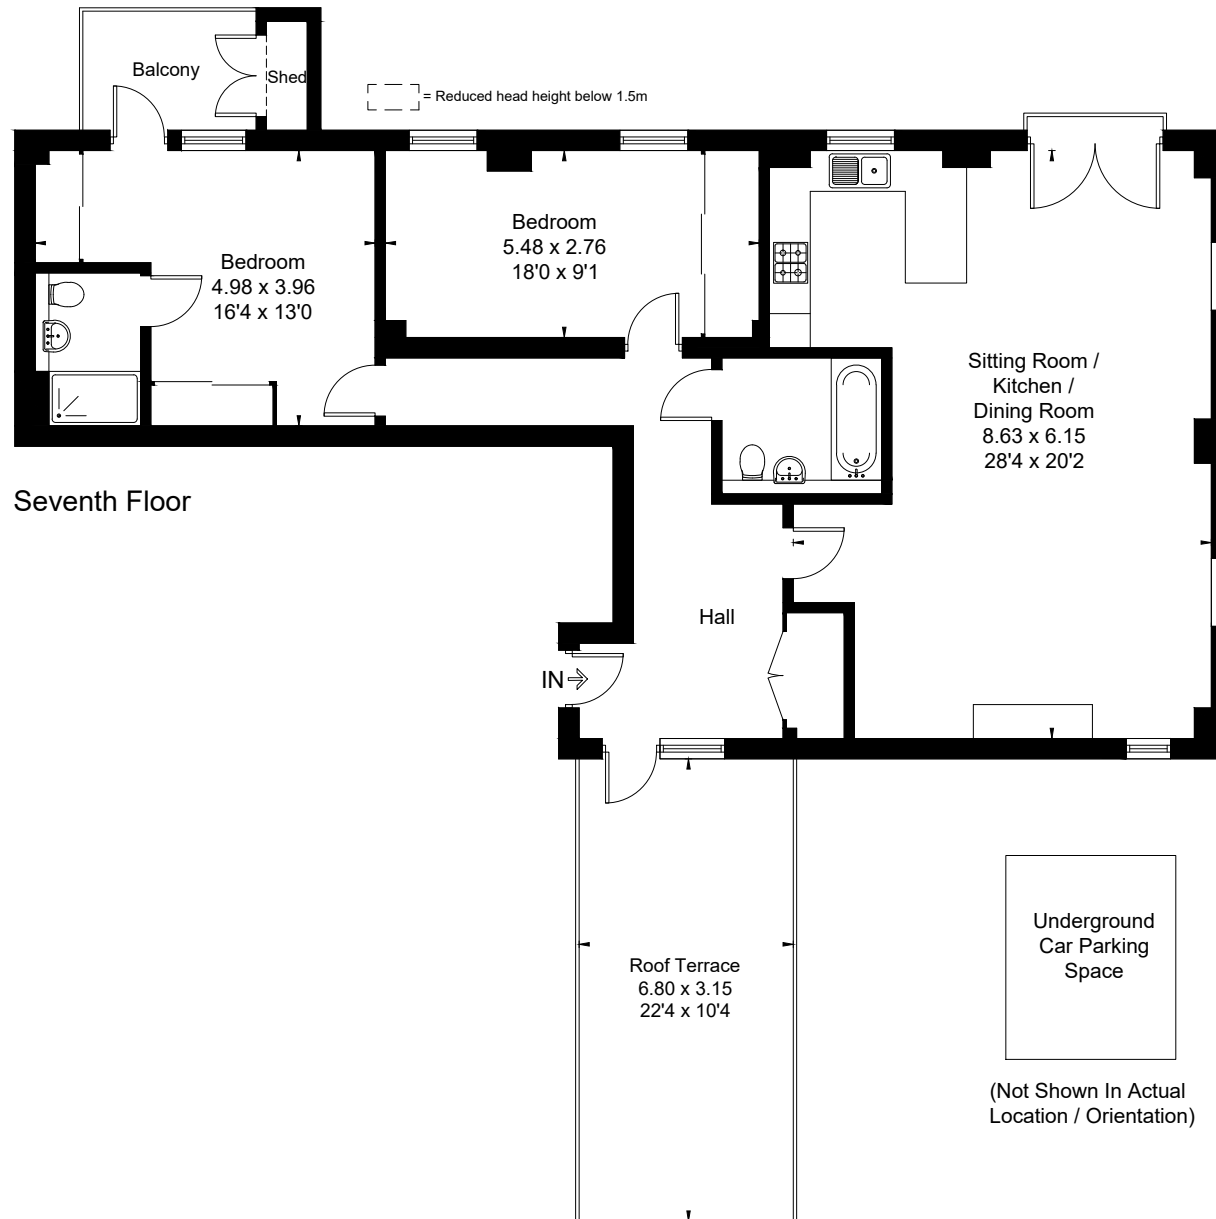 Balcony
Shed
= Reduced head height below 1.5m
Bedroom
4.98 x 3.96
16'4 x 13'0
Bedroom
5.48 x 2.76
18'0 x 9'1
Sitting Room /
Kitchen /
Dining Room
8.63 x 6.15
28'4 x 20'2
Seventh Floor
Hall
IN
Roof Terrace
6.80 x 3.15
22'4 x 10'4
Underground
Car Parking
Space
(Not Shown In Actual
Location / Orientation)